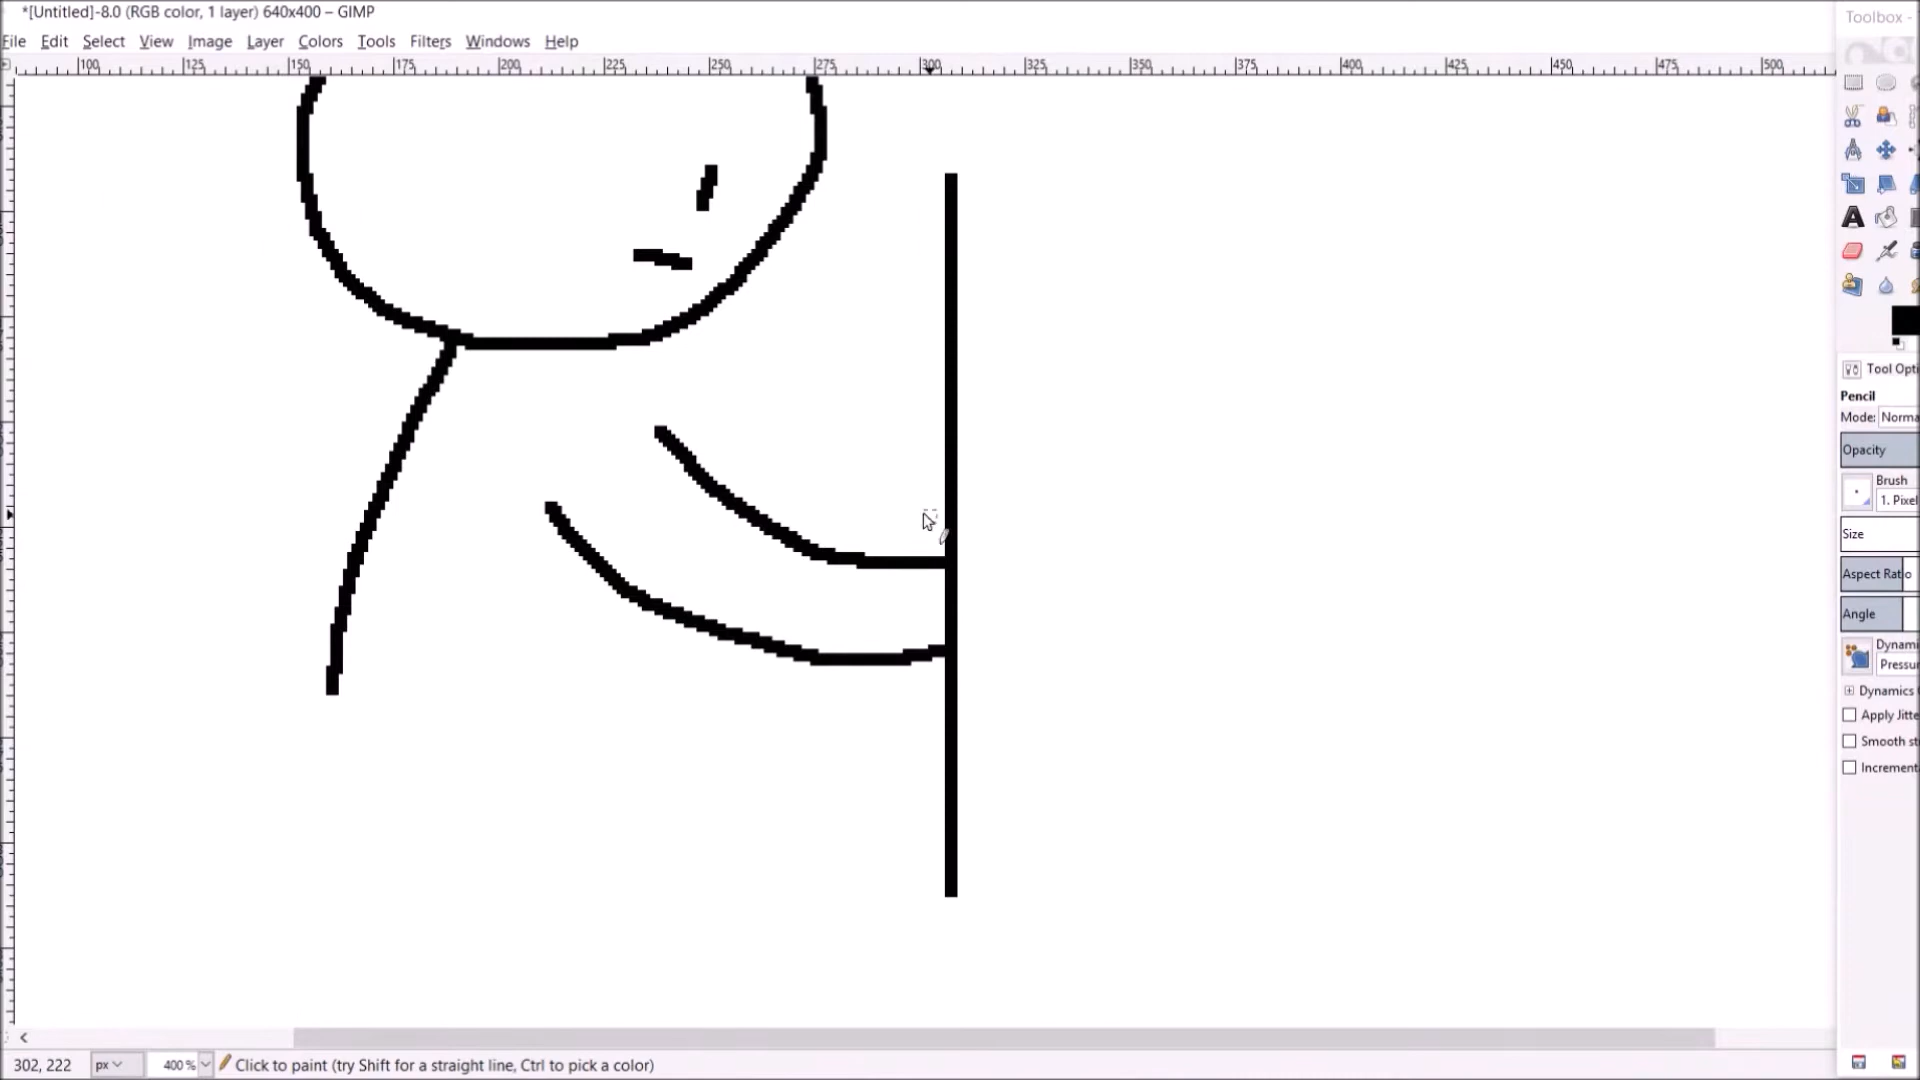 *[Untitled]-8.0 (RGB color, 1 layer) 640x400 – GIMP
Toolbox -
File Edit Select View Image Layer Colors Tools Filters Windows Help
100 125 150 175 200 225 250 275 300 325 350 375 400 425 450 475 500
Tool Opti
Pencil
Mode: Norma
Opacity
Brush
1. Pixel
Size
Aspect Ratio
Angle
Dynami
Pressu
Dynamics
Apply Jitte
Smooth st
Increment
302, 222 px 400 % Click to paint (try Shift for a straight line, Ctrl to pick a color)